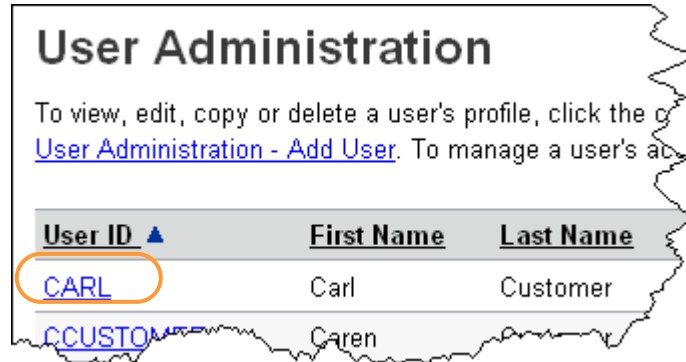 User Administration
To view, edit, copy or delete a user's profile, click the
User Administration - Add User. To manage a user's
User ID ▲ First Name Last Name
CARL Carl Customer
Caren